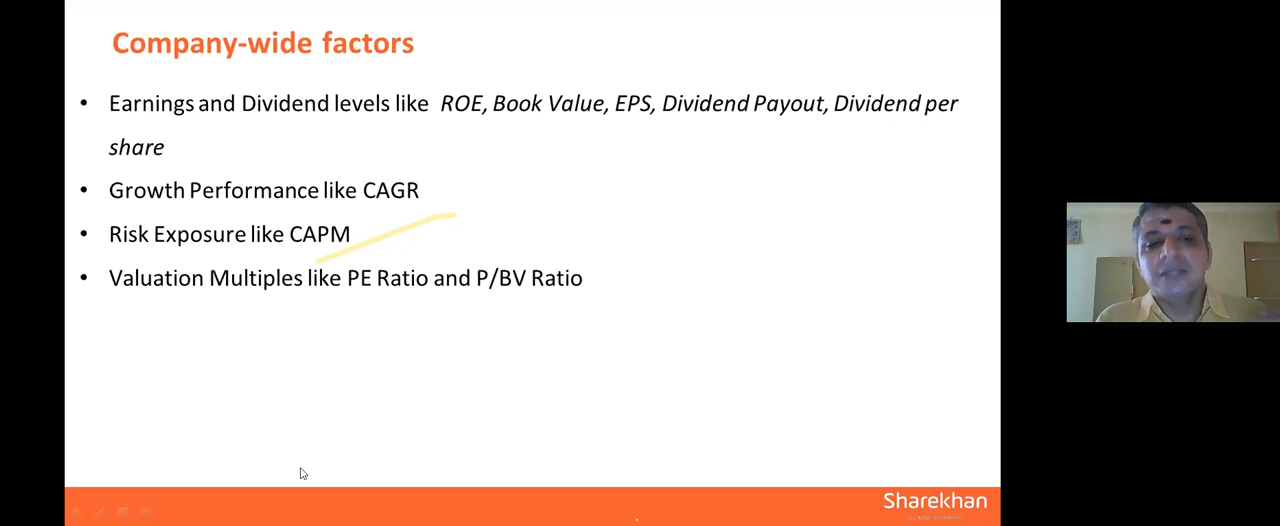 Company-wide factors
• Earnings and Dividend levels like ROE, Book Value, EPS, Dividend Payout, Dividend per
share
• Growth Performance like CAGR
• Risk Exposure like CAPM
• Valuation Multiples like PE Ratio and P/BV Ratio
Sharekhan